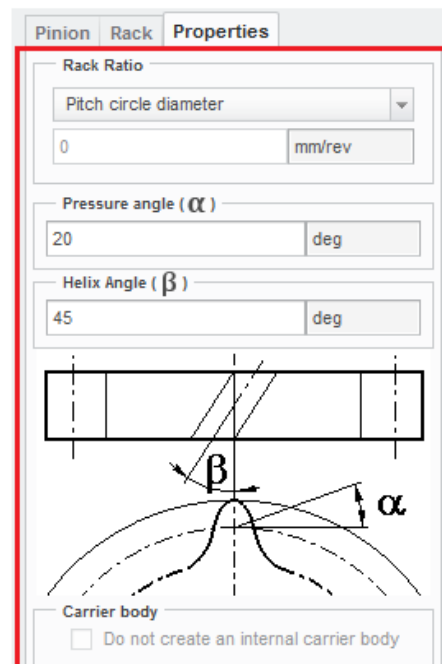 Pinion Rack Properties
Rack Ratio
Pitch circle diameter
0 mm/rev
Pressure angle ( α )
20 deg
Helix Angle ( β )
45 deg
β
α
Carrier body
Do not create an internal carrier body